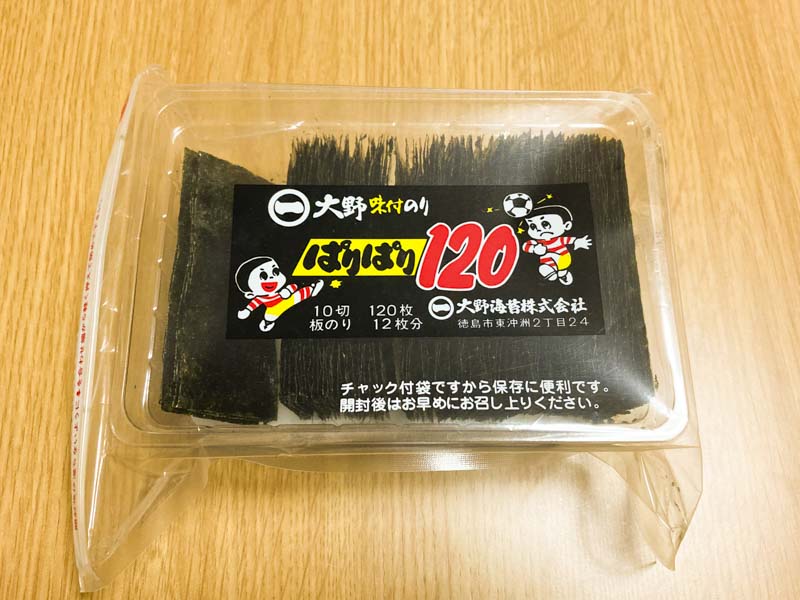 一 大野味付のり
ぱりぱり120
10切 120枚
板のり 12枚分
一 大野海苔株式会社
徳島市東沖洲2丁目24
チャック付袋ですから保存に便利です。
開封後はお早めにお召し上りください。